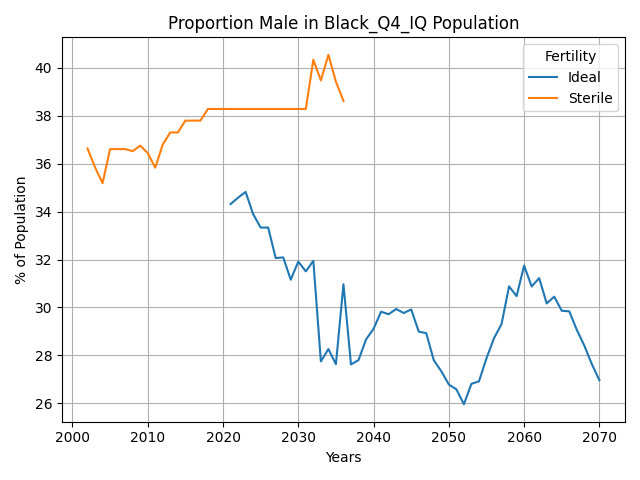 Proportion Male in Black_Q4_IQ Population
Fertility
Ideal
Sterile
% of Population
40
38
36
34
32
30
28
26
2000
2010
2020
2030
2040
2050
2060
2070
Years